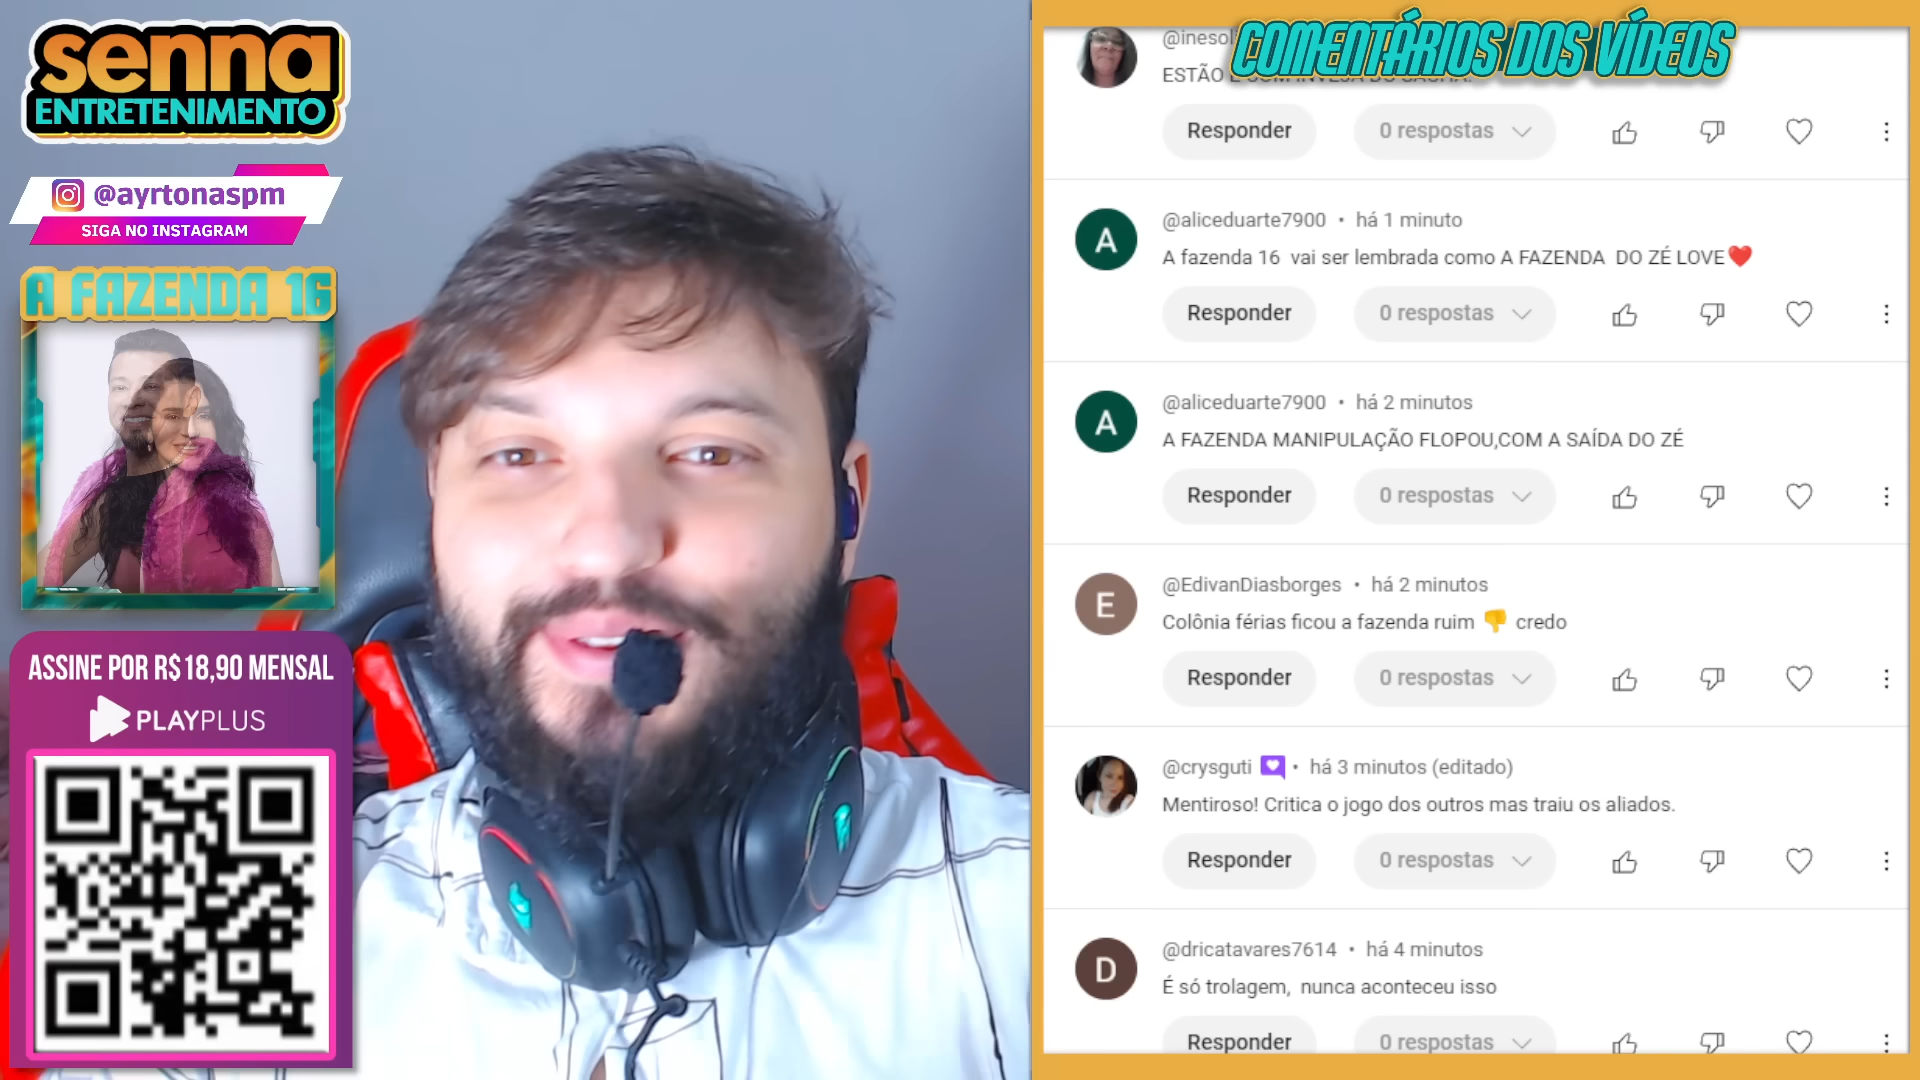 senna
ENTRETENIMENTO
@ayrtonaspm
SIGA NO INSTAGRAM
A FAZENDA 16
ASSINE POR R$18,90 MENSAL
PLAYPLUS
COMENTÁRIOS DOS VÍDEOS
ESTÃO
Responder
0 respostas
A
@aliceduarte7900 • há 1 minuto
A fazenda 16 vai ser lembrada como A FAZENDA DO ZÉ LOVE❤️
Responder
0 respostas
A
@aliceduarte7900 • há 2 minutos
A FAZENDA MANIPULAÇÃO FLOPOU,COM A SAÍDA DO ZÉ
Responder
0 respostas
E
@EdivanDiasborges • há 2 minutos
Colônia férias ficou a fazenda ruim 👎 credo
Responder
0 respostas
@crysguti • há 3 minutos (editado)
Mentiroso! Critica o jogo dos outros mas traiu os aliados.
Responder
0 respostas
D
@dricatavares7614 • há 4 minutos
É só trolagem, nunca aconteceu isso
Responder
0 respostas